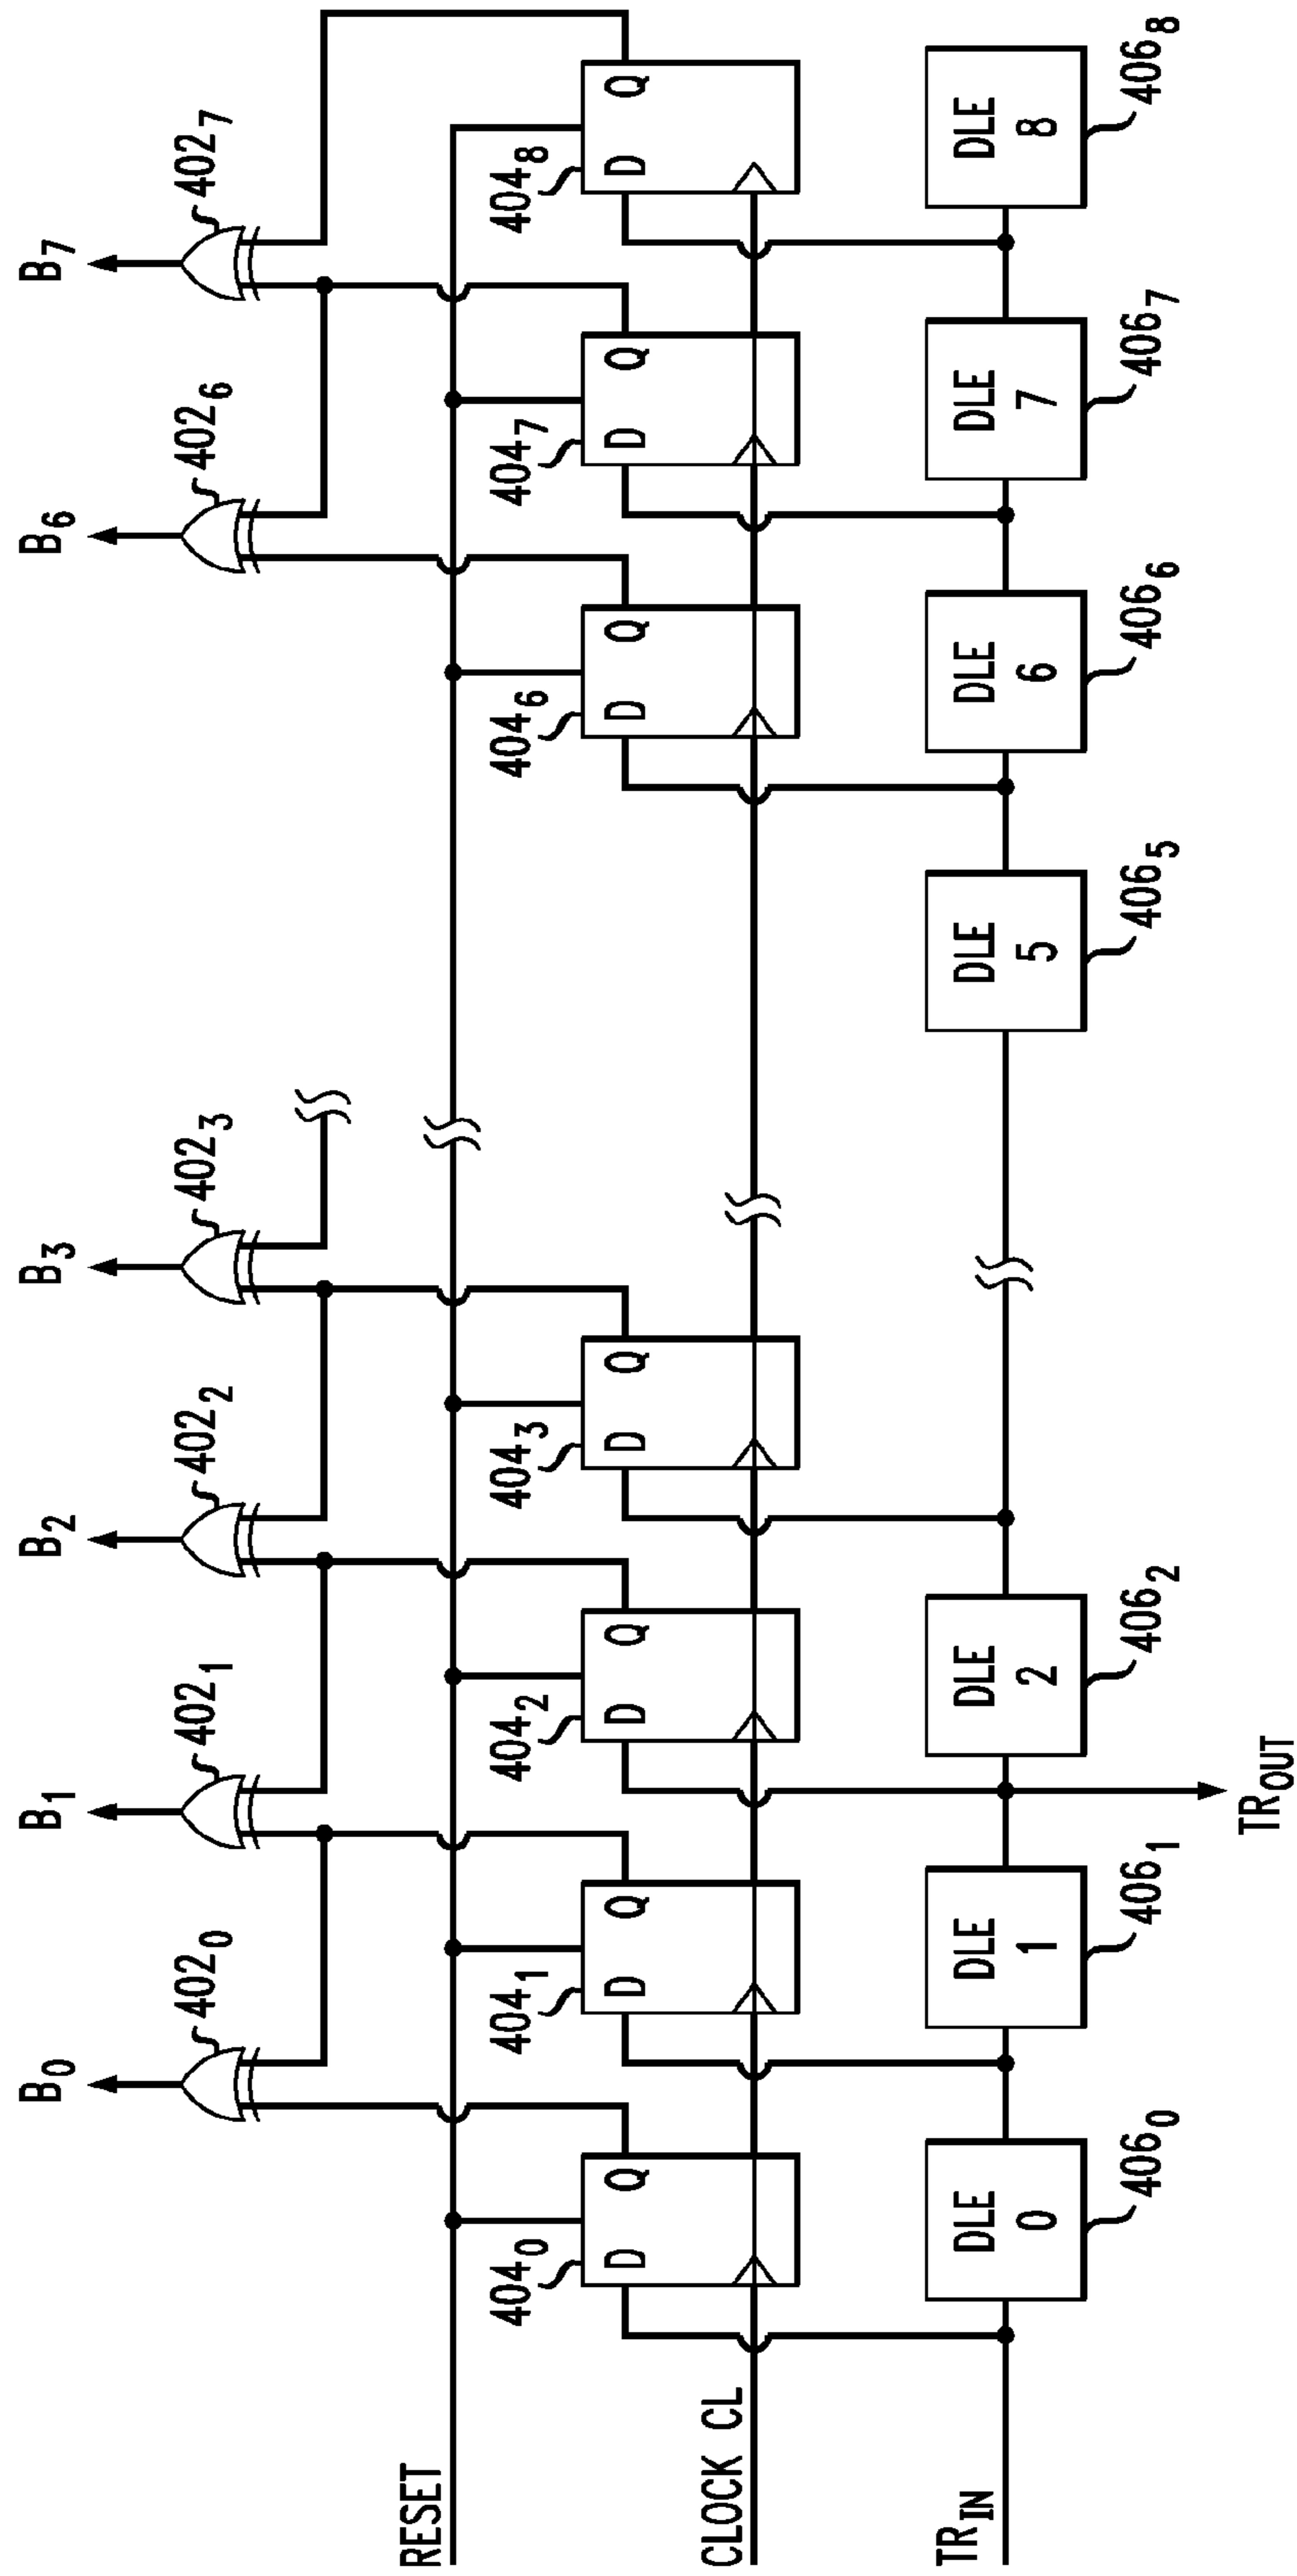 B₀ B₁ B₂ B₃ B₆ B₇
402₀ 402₁ 402₂ 402₃ 402₆ 402₇
RESET
404₀ 404₁ 404₂ 404₃ 404₆ 404₇ 404₈
D Q D Q D Q D Q D Q D Q D Q
CLOCK CL
TR_IN
DLE DLE DLE DLE DLE DLE DLE
0 1 2 5 6 7 8
406₀ 406₁ 406₂ 406₅ 406₆ 406₇ 406₈
TR_OUT